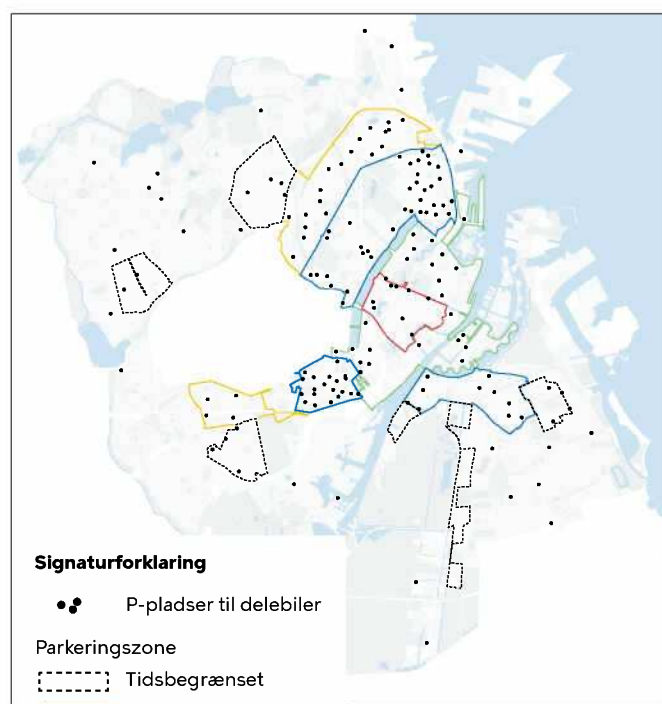 Signaturforklaring
P-pladser til delebiler
Parkeringszone
Tidsbegrænset